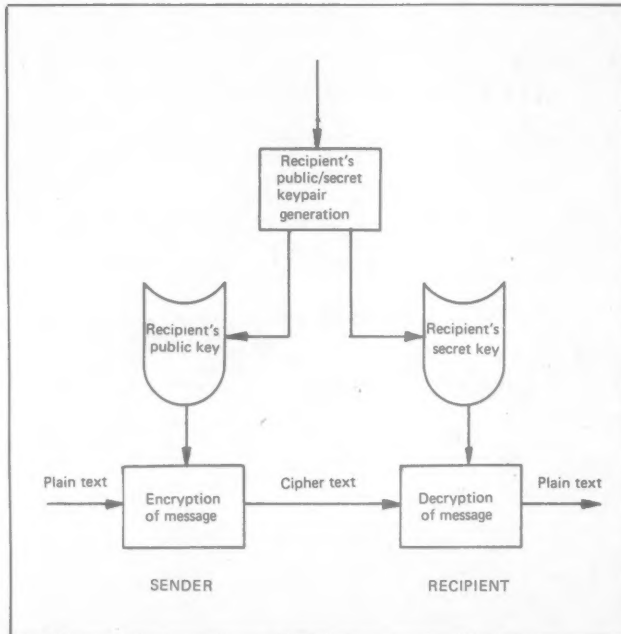 Recipient's
public/secret
keypair
generation
Recipient's
public key
Recipient's
secret key
Plain text
Encryption
of message
Cipher text
Decryption
of message
Plain text
SENDER
RECIPIENT